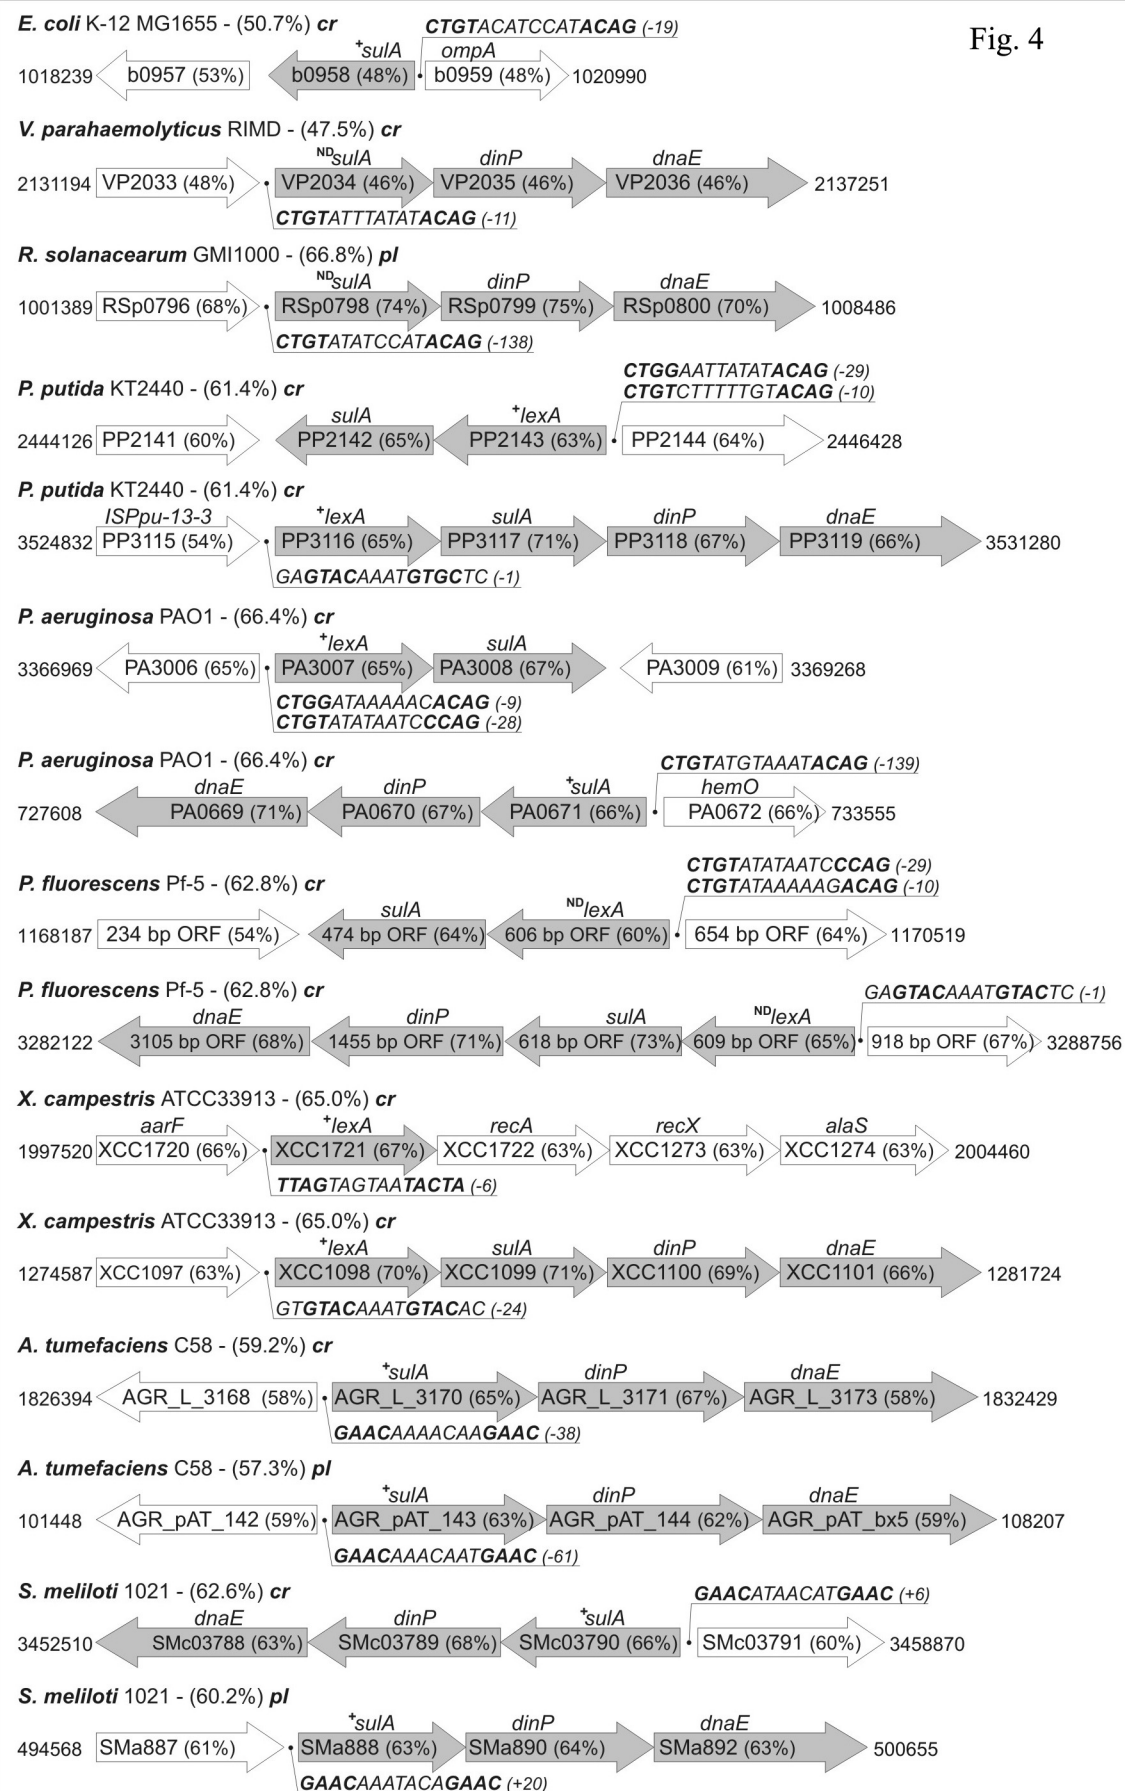 E. coli K-12 MG1655 - (50.7%) cr
CTGTACATCCATACAG (-19)
Fig. 4
+sulA ompA
1018239 b0957 (53%) b0958 (48%) b0959 (48%) 1020990
V. parahaemolyticus RIMD - (47.5%) cr
NDsulA dinP dnaE
2131194 VP2033 (48%) VP2034 (46%) VP2035 (46%) VP2036 (46%) 2137251
CTGTATTTATATACAG (-11)
R. solanacearum GMI1000 - (66.8%) pl
NDsulA dinP dnaE
1001389 RSp0796 (68%) RSp0798 (74%) RSp0799 (75%) RSp0800 (70%) 1008486
CTGTATATCCATACAG (-138)
CTGGAATTATATACAG (-29)
P. putida KT2440 - (61.4%) cr
CTGTCTTTTTGTACAG (-10)
sulA +lexA
2444126 PP2141 (60%) PP2142 (65%) PP2143 (63%) PP2144 (64%) 2446428
P. putida KT2440 - (61.4%) cr
ISPpu-13-3 +lexA sulA dinP dnaE
3524832 PP3115 (54%) PP3116 (65%) PP3117 (71%) PP3118 (67%) PP3119 (66%) 3531280
GAGTACAAATGTGCTC (-1)
P. aeruginosa PAO1 - (66.4%) cr
+lexA sulA
3366969 PA3006 (65%) PA3007 (65%) PA3008 (67%) PA3009 (61%) 3369268
CTGGATAAAAACACAG (-9)
CTGTATATAATCCCAG (-28)
P. aeruginosa PAO1 - (66.4%) cr
CTGTATGTAAATACAG (-139)
dnaE dinP +sulA hemO
727608 PA0669 (71%) PA0670 (67%) PA0671 (66%) PA0672 (66%) 733555
CTGTATATAATCCCAG (-29)
P. fluorescens Pf-5 - (62.8%) cr
CTGTATAAAAAGACAG (-10)
sulA NDlexA
1168187 234 bp ORF (54%) 474 bp ORF (64%) 606 bp ORF (60%) 654 bp ORF (64%) 1170519
P. fluorescens Pf-5 - (62.8%) cr
GAGTACAAATGTACTC (-1)
dnaE dinP sulA NDlexA
3282122 3105 bp ORF (68%) 1455 bp ORF (71%) 618 bp ORF (73%) 609 bp ORF (65%) 918 bp ORF (67%) 3288756
X. campestris ATCC33913 - (65.0%) cr
aarF +lexA recA recX alaS
1997520 XCC1720 (66%) XCC1721 (67%) XCC1722 (63%) XCC1273 (63%) XCC1274 (63%) 2004460
TTAGTAGTAATACTA (-6)
X. campestris ATCC33913 - (65.0%) cr
+lexA sulA dinP dnaE
1274587 XCC1097 (63%) XCC1098 (70%) XCC1099 (71%) XCC1100 (69%) XCC1101 (66%) 1281724
GTGTACAAATGTACAC (-24)
A. tumefaciens C58 - (59.2%) cr
+sulA dinP dnaE
1826394 AGR_L_3168 (58%) AGR_L_3170 (65%) AGR_L_3171 (67%) AGR_L_3173 (58%) 1832429
GAACAAAACAAGAAC (-38)
A. tumefaciens C58 - (57.3%) pl
+sulA dinP dnaE
101448 AGR_pAT_142 (59%) AGR_pAT_143 (63%) AGR_pAT_144 (62%) AGR_pAT_bx5 (59%) 108207
GAACAAACAATGAAC (-61)
S. meliloti 1021 - (62.6%) cr
GAACATAACATGAAC (+6)
dnaE dinP +sulA
3452510 SMc03788 (63%) SMc03789 (68%) SMc03790 (66%) SMc03791 (60%) 3458870
S. meliloti 1021 - (60.2%) pl
+sulA dinP dnaE
494568 SMa887 (61%) SMa888 (63%) SMa890 (64%) SMa892 (63%) 500655
GAACAAATACAGAAC (+20)